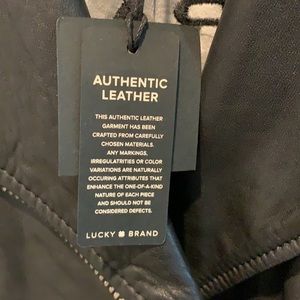 AUTHENTIC
LEATHER
THIS AUTHENTIC LEATHER
GARMENT HAS BEEN
CRAFTED FROM CAREFULLY
CHOSEN MATERIALS.
ANY MARKINGS,
IRREGULATRITIES OR COLOR
VARIATIONS ARE NATURALLY
OCCURING ATTRIBUTES THAT
ENHANCE THE ONE-OF-A-KIND
NATURE OF EACH PIECE
AND SHOULD NOT BE
CONSIDERED DEFECTS.
LUCKY BRAND